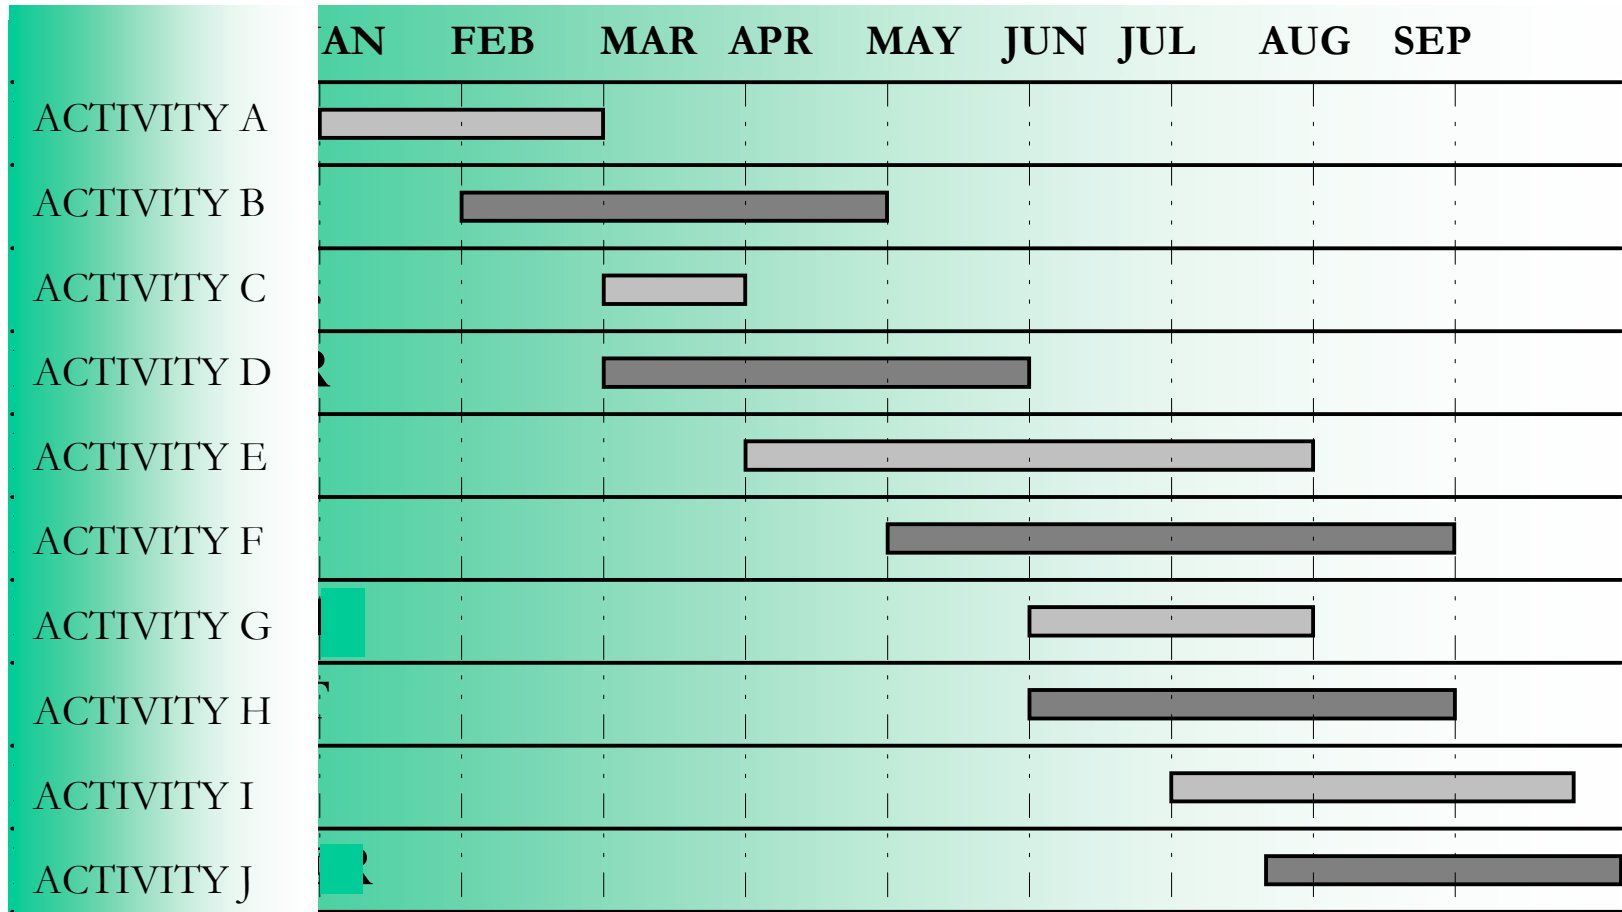 AN FEB MAR APR MAY JUN JUL AUG SEP
ACTIVITY A
ACTIVITY B
ACTIVITY C
ACTIVITY D
ACTIVITY E
ACTIVITY F
ACTIVITY G
ACTIVITY H
ACTIVITY I
ACTIVITY J